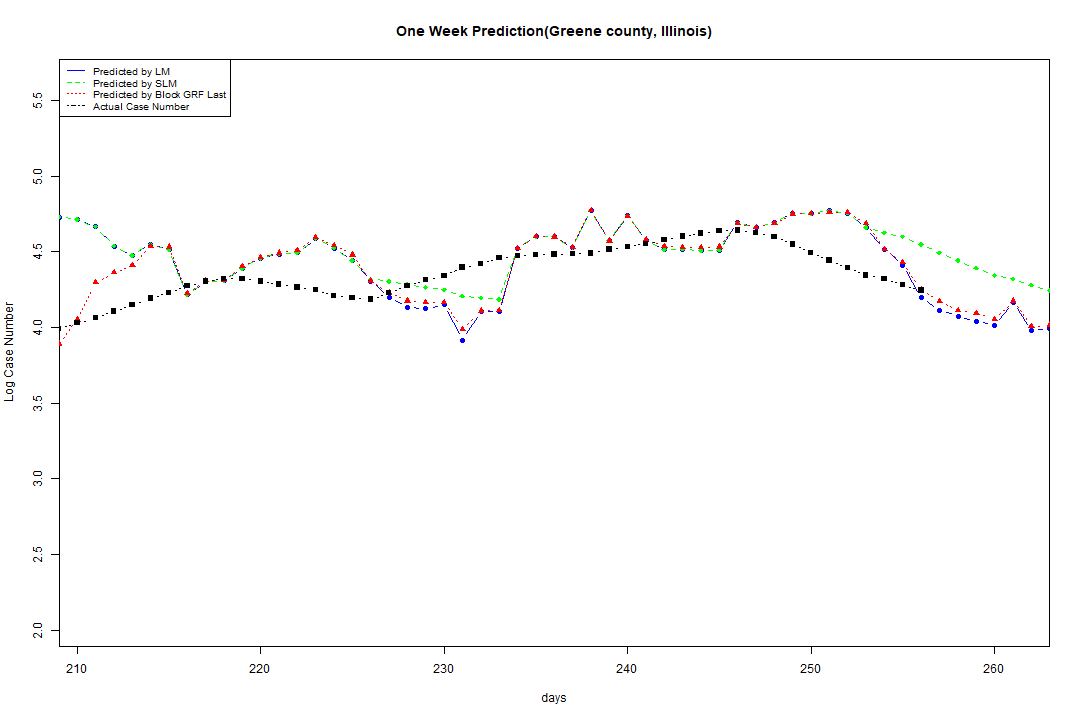 One Week Prediction(Greene county, Illinois)
Predicted by LM
Predicted by SLM
Predicted by Block GRF Last
Actual Case Number
5.5
5.0
4.5
4.0
3.5
3.0
2.5
2.0
Log Case Number
210 220 230 240 250 260
days